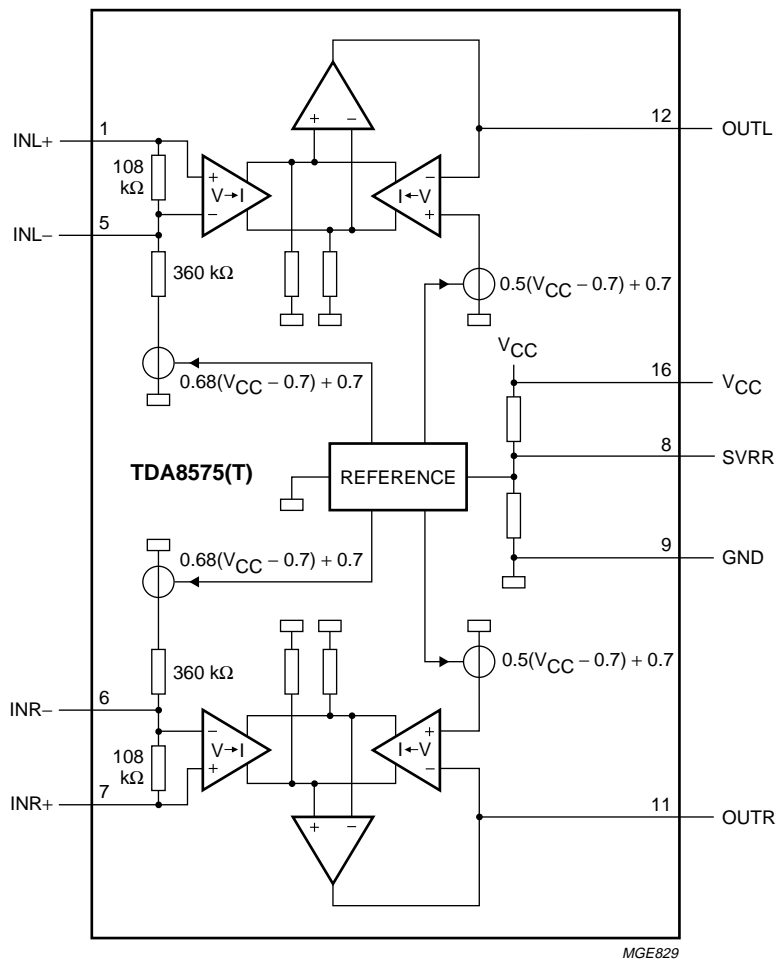 + −
1
12
INL+
OUTL
108
kΩ
+
−
V→I
−
+
I←V
5
INL−
360 kΩ
0.5(VCC − 0.7) + 0.7
VCC
0.68(VCC − 0.7) + 0.7
16
VCC
TDA8575(T)
REFERENCE
8
SVRR
0.68(VCC − 0.7) + 0.7
9
GND
360 kΩ
0.5(VCC − 0.7) + 0.7
6
INR−
108
kΩ
−
+
V→I
+
−
I←V
7
INR+
+ −
11
OUTR
MGE829